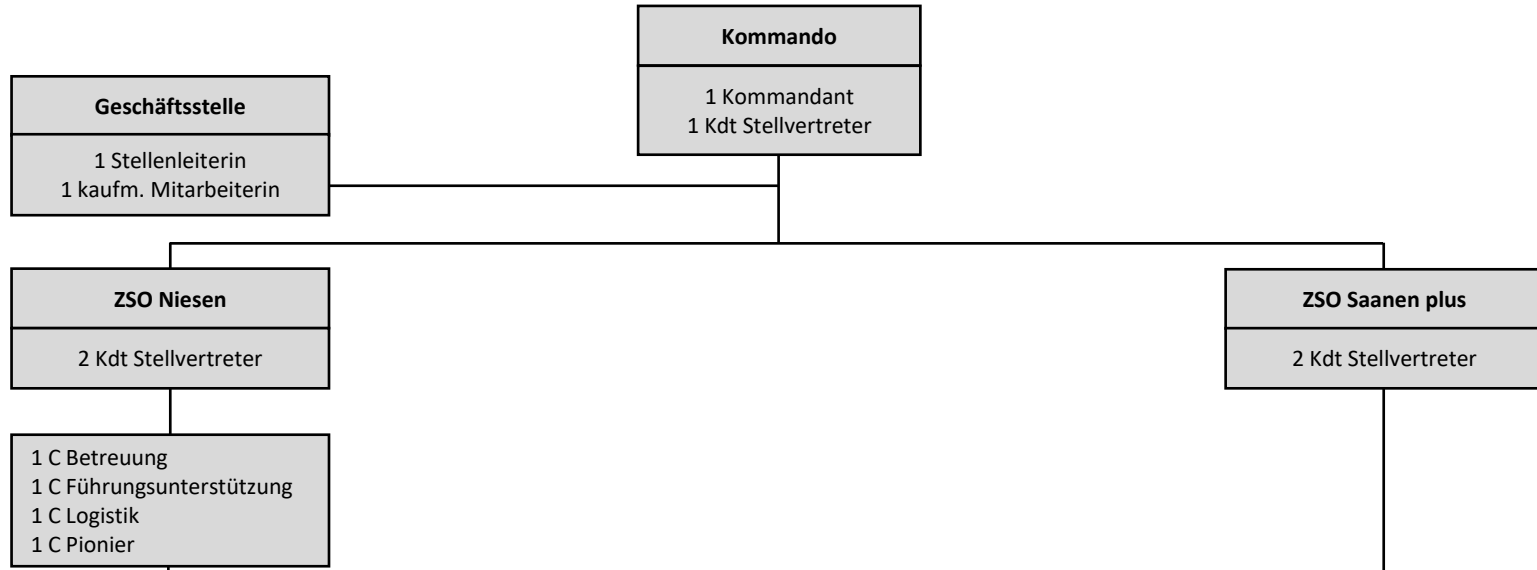 Kommando
1 Kommandant
1 Kdt Stellvertreter
Geschäftsstelle
1 Stellenleiterin
1 kaufm. Mitarbeiterin
ZSO Niesen
2 Kdt Stellvertreter
ZSO Saanen plus
2 Kdt Stellvertreter
1 C Betreuung
1 C Führungsunterstützung
1 C Logistik
1 C Pionier